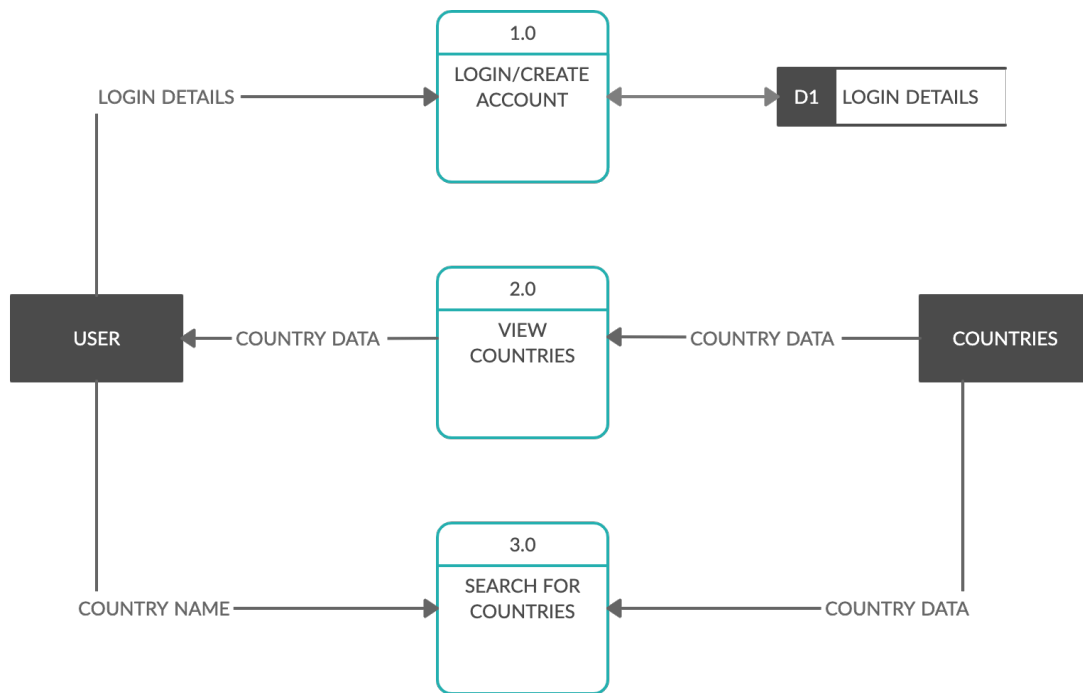 1.0
LOGIN/CREATE
ACCOUNT
LOGIN DETAILS
D1
LOGIN DETAILS
2.0
VIEW
COUNTRIES
USER
COUNTRY DATA
COUNTRY DATA
COUNTRIES
3.0
SEARCH FOR
COUNTRIES
COUNTRY NAME
COUNTRY DATA